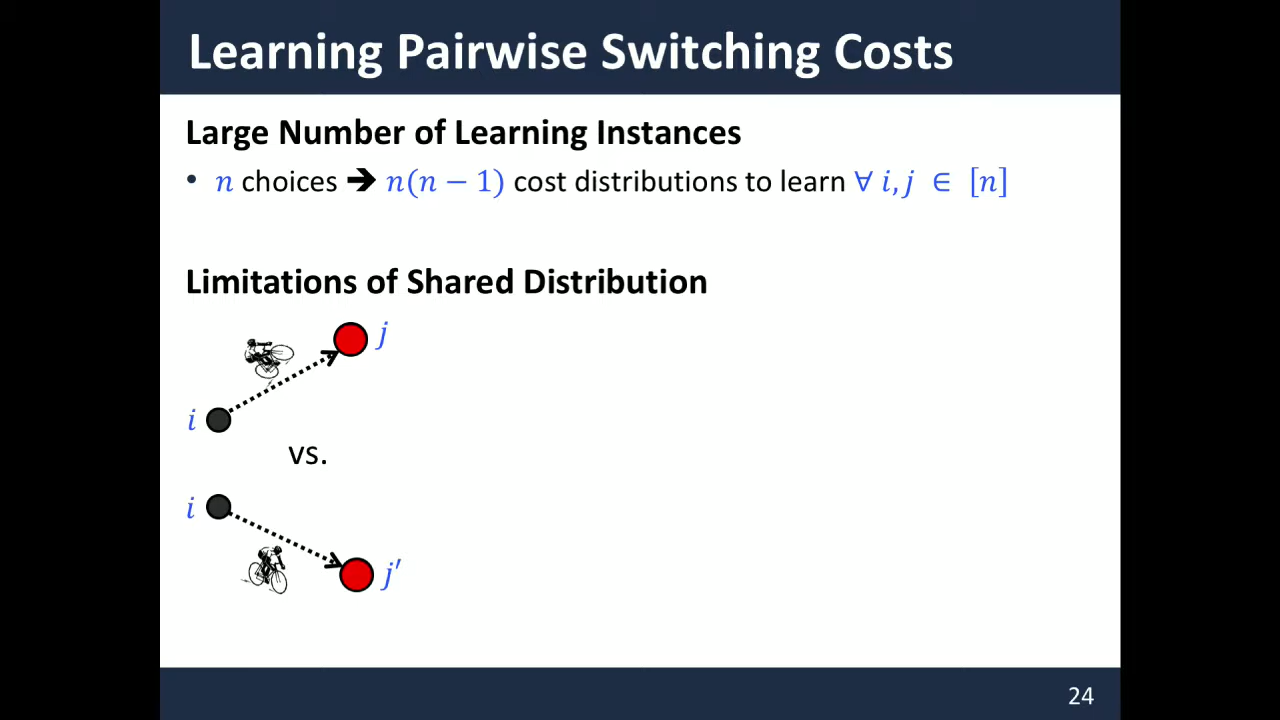 Learning Pairwise Switching Costs
Large Number of Learning Instances
• n choices ➔ n(n − 1) cost distributions to learn ∀ i, j ∈ [n]
Limitations of Shared Distribution
j
i
vs.
i
j′
24